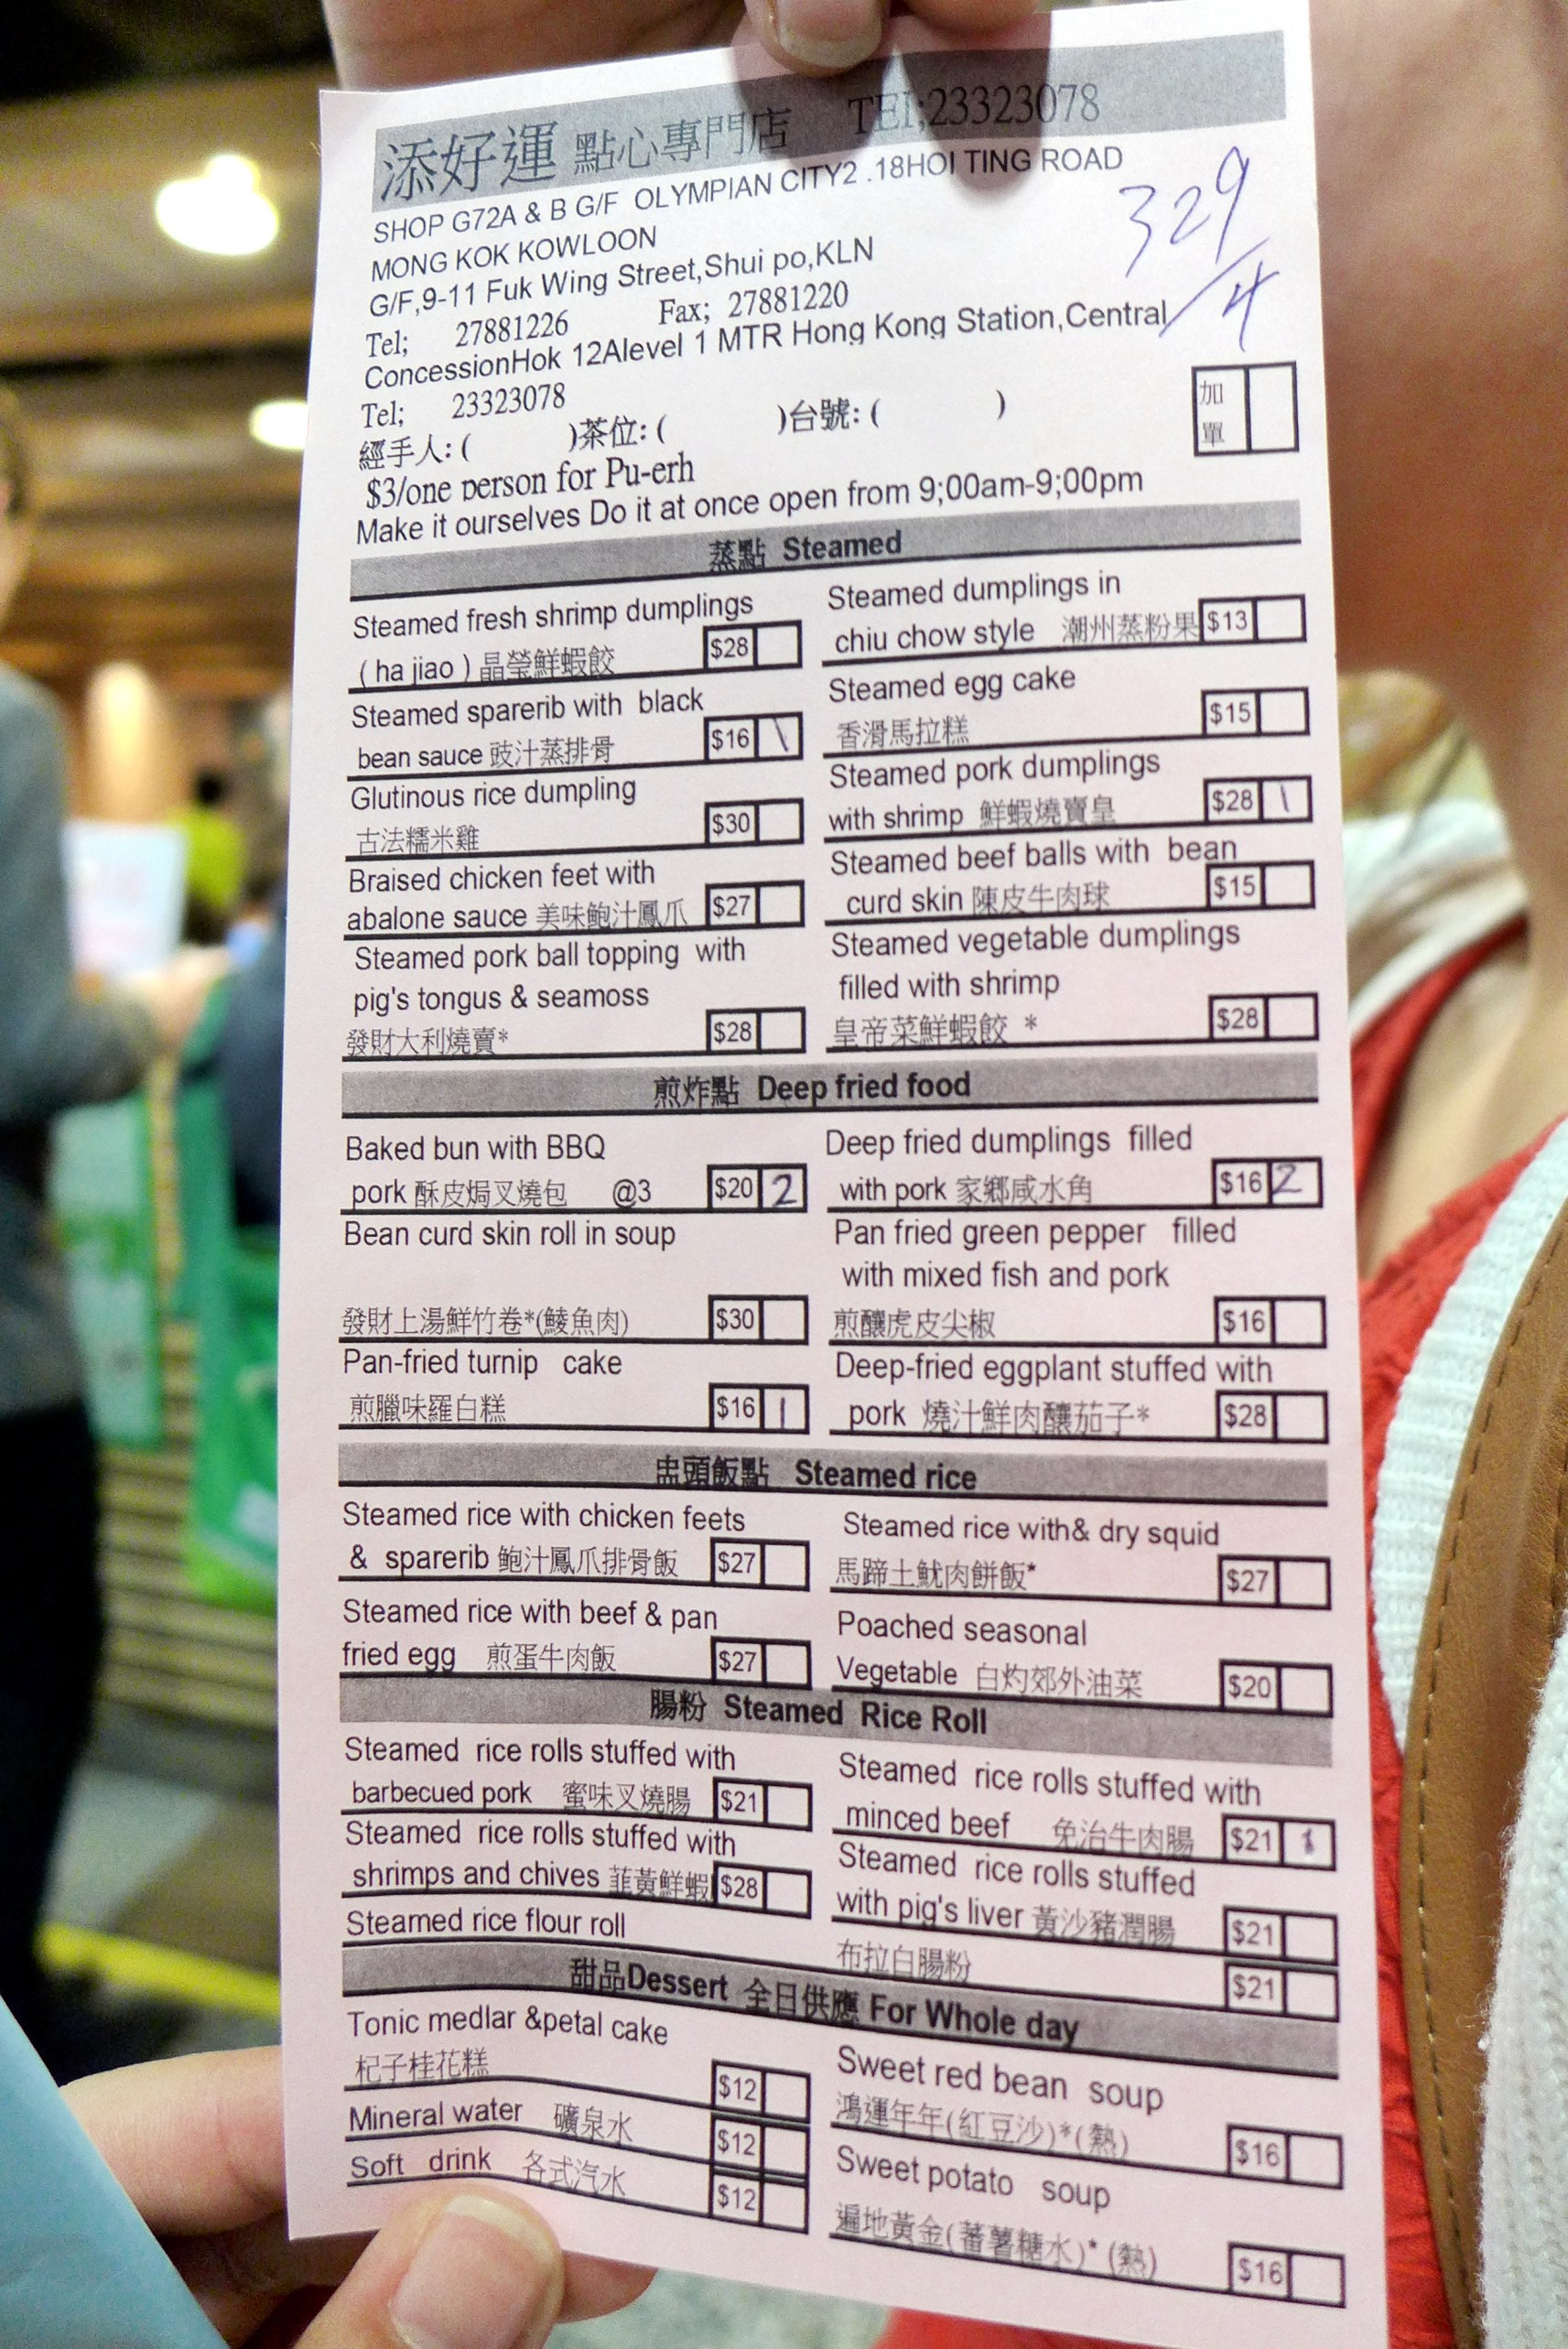 添好運 點心專門店 TEI;23323078
SHOP G72A & B G/F OLYMPIAN CITY2 .18HOI TING ROAD
MONG KOK KOWLOON
G/F,9-11 Fuk Wing Street,Shui po,KLN
Tel; 27881226 Fax; 27881220
ConcessionHok 12Alevel 1 MTR Hong Kong Station,Central
Tel; 23323078
329/4
經手人:( )茶位:( )台號:( )
加單
$3/one person for Pu-erh
Make it ourselves Do it at once open from 9;00am-9;00pm
蒸點 Steamed
Steamed fresh shrimp dumplings
( ha jiao ) 晶瑩鮮蝦餃 $28
Steamed dumplings in
chiu chow style 潮州蒸粉果 $13
Steamed sparerib with black
bean sauce 豉汁蒸排骨 $16 \
Steamed egg cake
香滑馬拉糕 $15
Glutinous rice dumpling
古法糯米雞 $30
Steamed pork dumplings
with shrimp 鮮蝦燒賣皇 $28 \
Braised chicken feet with
abalone sauce 美味鮑汁鳳爪 $27
Steamed beef balls with bean
curd skin 陳皮牛肉球 $15
Steamed pork ball topping with
pig's tongus & seamoss
發財大利燒賣* $28
Steamed vegetable dumplings
filled with shrimp
皇帝菜鮮蝦餃 * $28
煎炸點 Deep fried food
Baked bun with BBQ
pork 酥皮焗叉燒包 @3 $20 2
Deep fried dumplings filled
with pork 家鄉咸水角 $16 2
Bean curd skin roll in soup
發財上湯鮮竹卷*(鯪魚肉) $30
Pan fried green pepper filled
with mixed fish and pork
煎釀虎皮尖椒 $16
Pan-fried turnip cake
煎臘味羅白糕 $16 1
Deep-fried eggplant stuffed with
pork 燒汁鮮肉釀茄子* $28
盅頭飯點 Steamed rice
Steamed rice with chicken feets
& sparerib 鮑汁鳳爪排骨飯 $27
Steamed rice with& dry squid
馬蹄土魷肉餅飯* $27
Steamed rice with beef & pan
fried egg 煎蛋牛肉飯 $27
Poached seasonal
Vegetable 白灼郊外油菜 $20
腸粉 Steamed Rice Roll
Steamed rice rolls stuffed with
barbecued pork 蜜味叉燒腸 $21
Steamed rice rolls stuffed with
minced beef 免治牛肉腸 $21 1
Steamed rice rolls stuffed with
shrimps and chives 韮黃鮮蝦 $28
Steamed rice rolls stuffed
with pig's liver 黃沙豬潤腸 $21
Steamed rice flour roll
布拉白腸粉 $21
甜品Dessert 全日供應 For Whole day
Tonic medlar &petal cake
杞子桂花糕 $12
Sweet red bean soup
鴻運年年(紅豆沙)*(熱) $16
Mineral water 礦泉水 $12
Soft drink 各式汽水 $12
Sweet potato soup
遍地黃金(蕃薯糖水)* (熱) $16